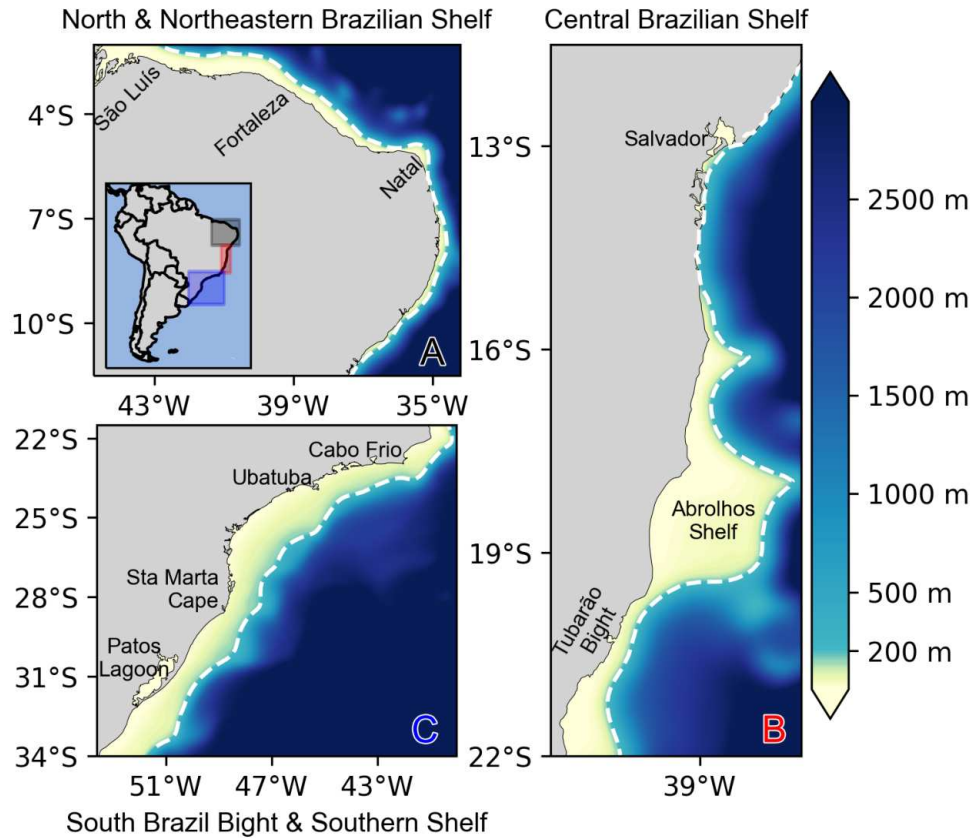 North & Northeastern Brazilian Shelf
Central Brazilian Shelf
São Luís
Fortaleza
Natal
4°S
7°S
10°S
A
43°W
39°W
35°W
Salvador
13°S
16°S
19°S
22°S
Abrolhos
Shelf
Tubarão
Bight
B
39°W
2500 m
2000 m
1000 m
500 m
200 m
22°S
25°S
28°S
31°S
34°S
Cabo Frio
Ubatuba
Sta Marta
Cape
Patos
Lagoon
C
51°W
47°W
43°W
South Brazil Bight & Southern Shelf